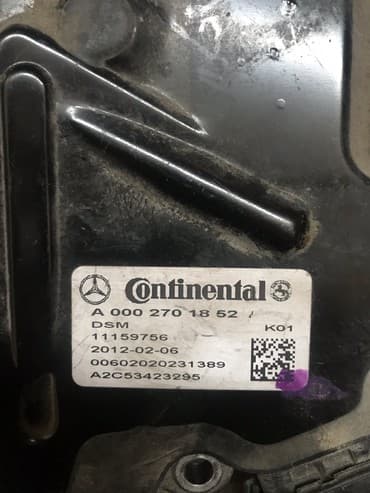 Continental
A 000 270 18 52 /
DSM K01
11159756
2012-02-06
00602020231389
A2C53423295